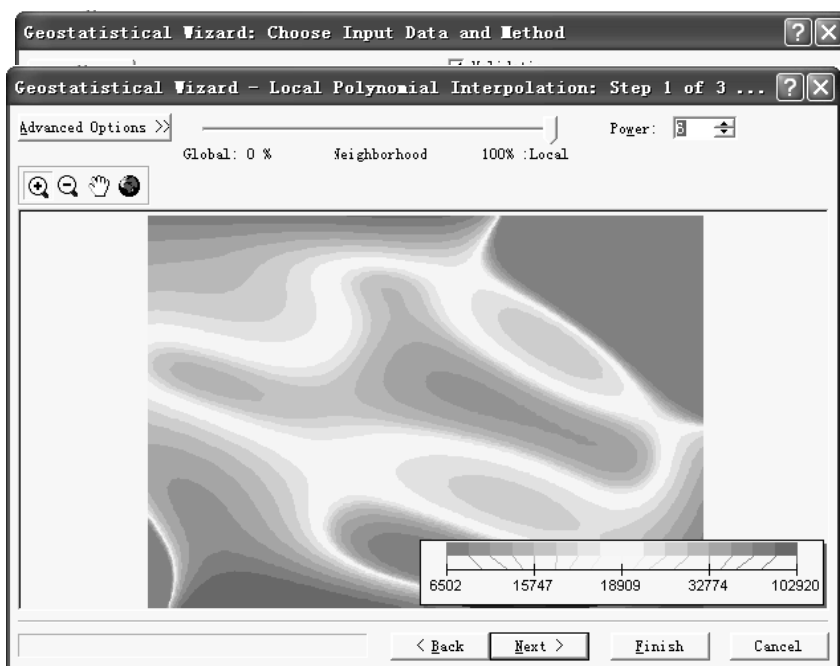 Geostatistical Wizard: Choose Input Data and Method
Geostatistical Wizard - Local Polynomial Interpolation: Step 1 of 3 ...
Advanced Options >>
Power: 3
Global: 0 % Neighborhood 100% :Local
6502 15747 18909 32774 102920
< Back Next > Finish Cancel